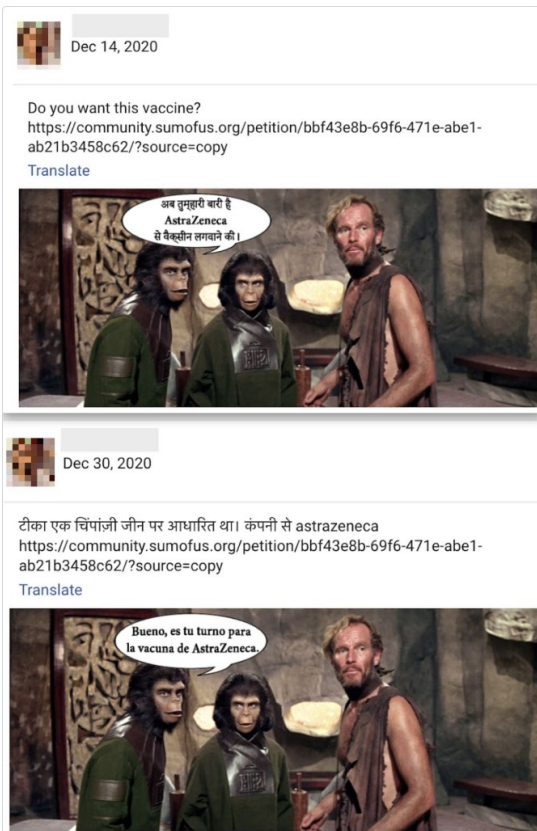 Dec 14, 2020
Do you want this vaccine?
https://community.sumofus.org/petition/bbf43e8b-69f6-471e-abe1-
ab21b3458c62/?source=copy
Translate
अब तुम्हारी बारी है
AstraZeneca
से वैक्सीन लगवाने की।
Dec 30, 2020
टीका एक चिंपांज़ी जीन पर आधारित था। कंपनी से astrazeneca
https://community.sumofus.org/petition/bbf43e8b-69f6-471e-abe1-
ab21b3458c62/?source=copy
Translate
Bueno, es tu turno para
la vacuna de AstraZeneca.